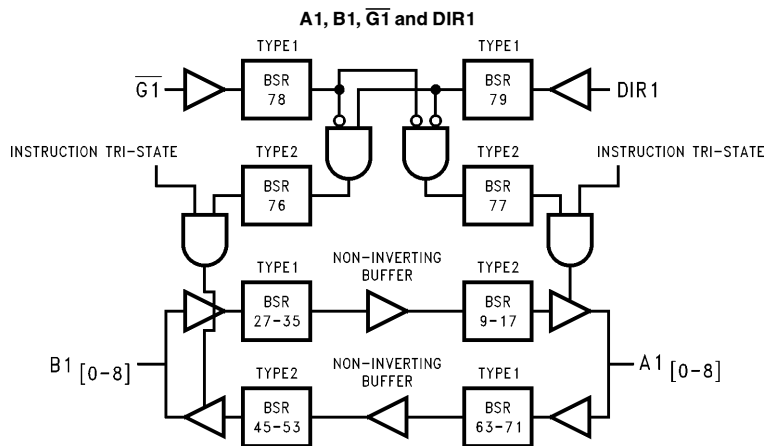 A1, B1, G1 and DIR1
TYPE1
TYPE1
G1
BSR
78
BSR
79
DIR1
INSTRUCTION TRI-STATE
TYPE2
TYPE2
INSTRUCTION TRI-STATE
BSR
76
BSR
77
TYPE1
NON-INVERTING
BUFFER
TYPE2
BSR
27-35
BSR
9-17
B1 [0-8]
A1 [0-8]
TYPE2
NON-INVERTING
BUFFER
TYPE1
BSR
45-53
BSR
63-71